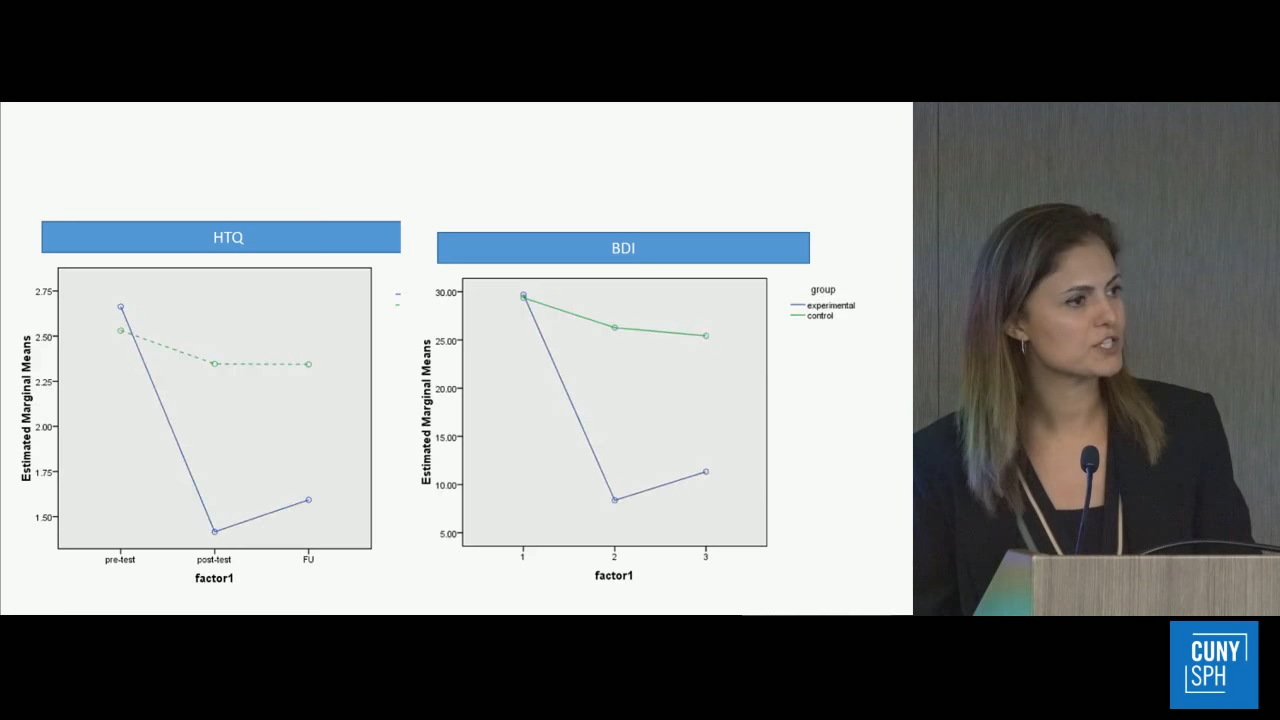 HTQ
Estimated Marginal Means
2.75
2.50
2.25
2.00
1.75
1.50
pre-test
post-test
FU
factor1
BDI
Estimated Marginal Means
30.00
25.00
20.00
15.00
10.00
5.00
1
2
3
factor1
group
experimental
control
CUNY
SPH